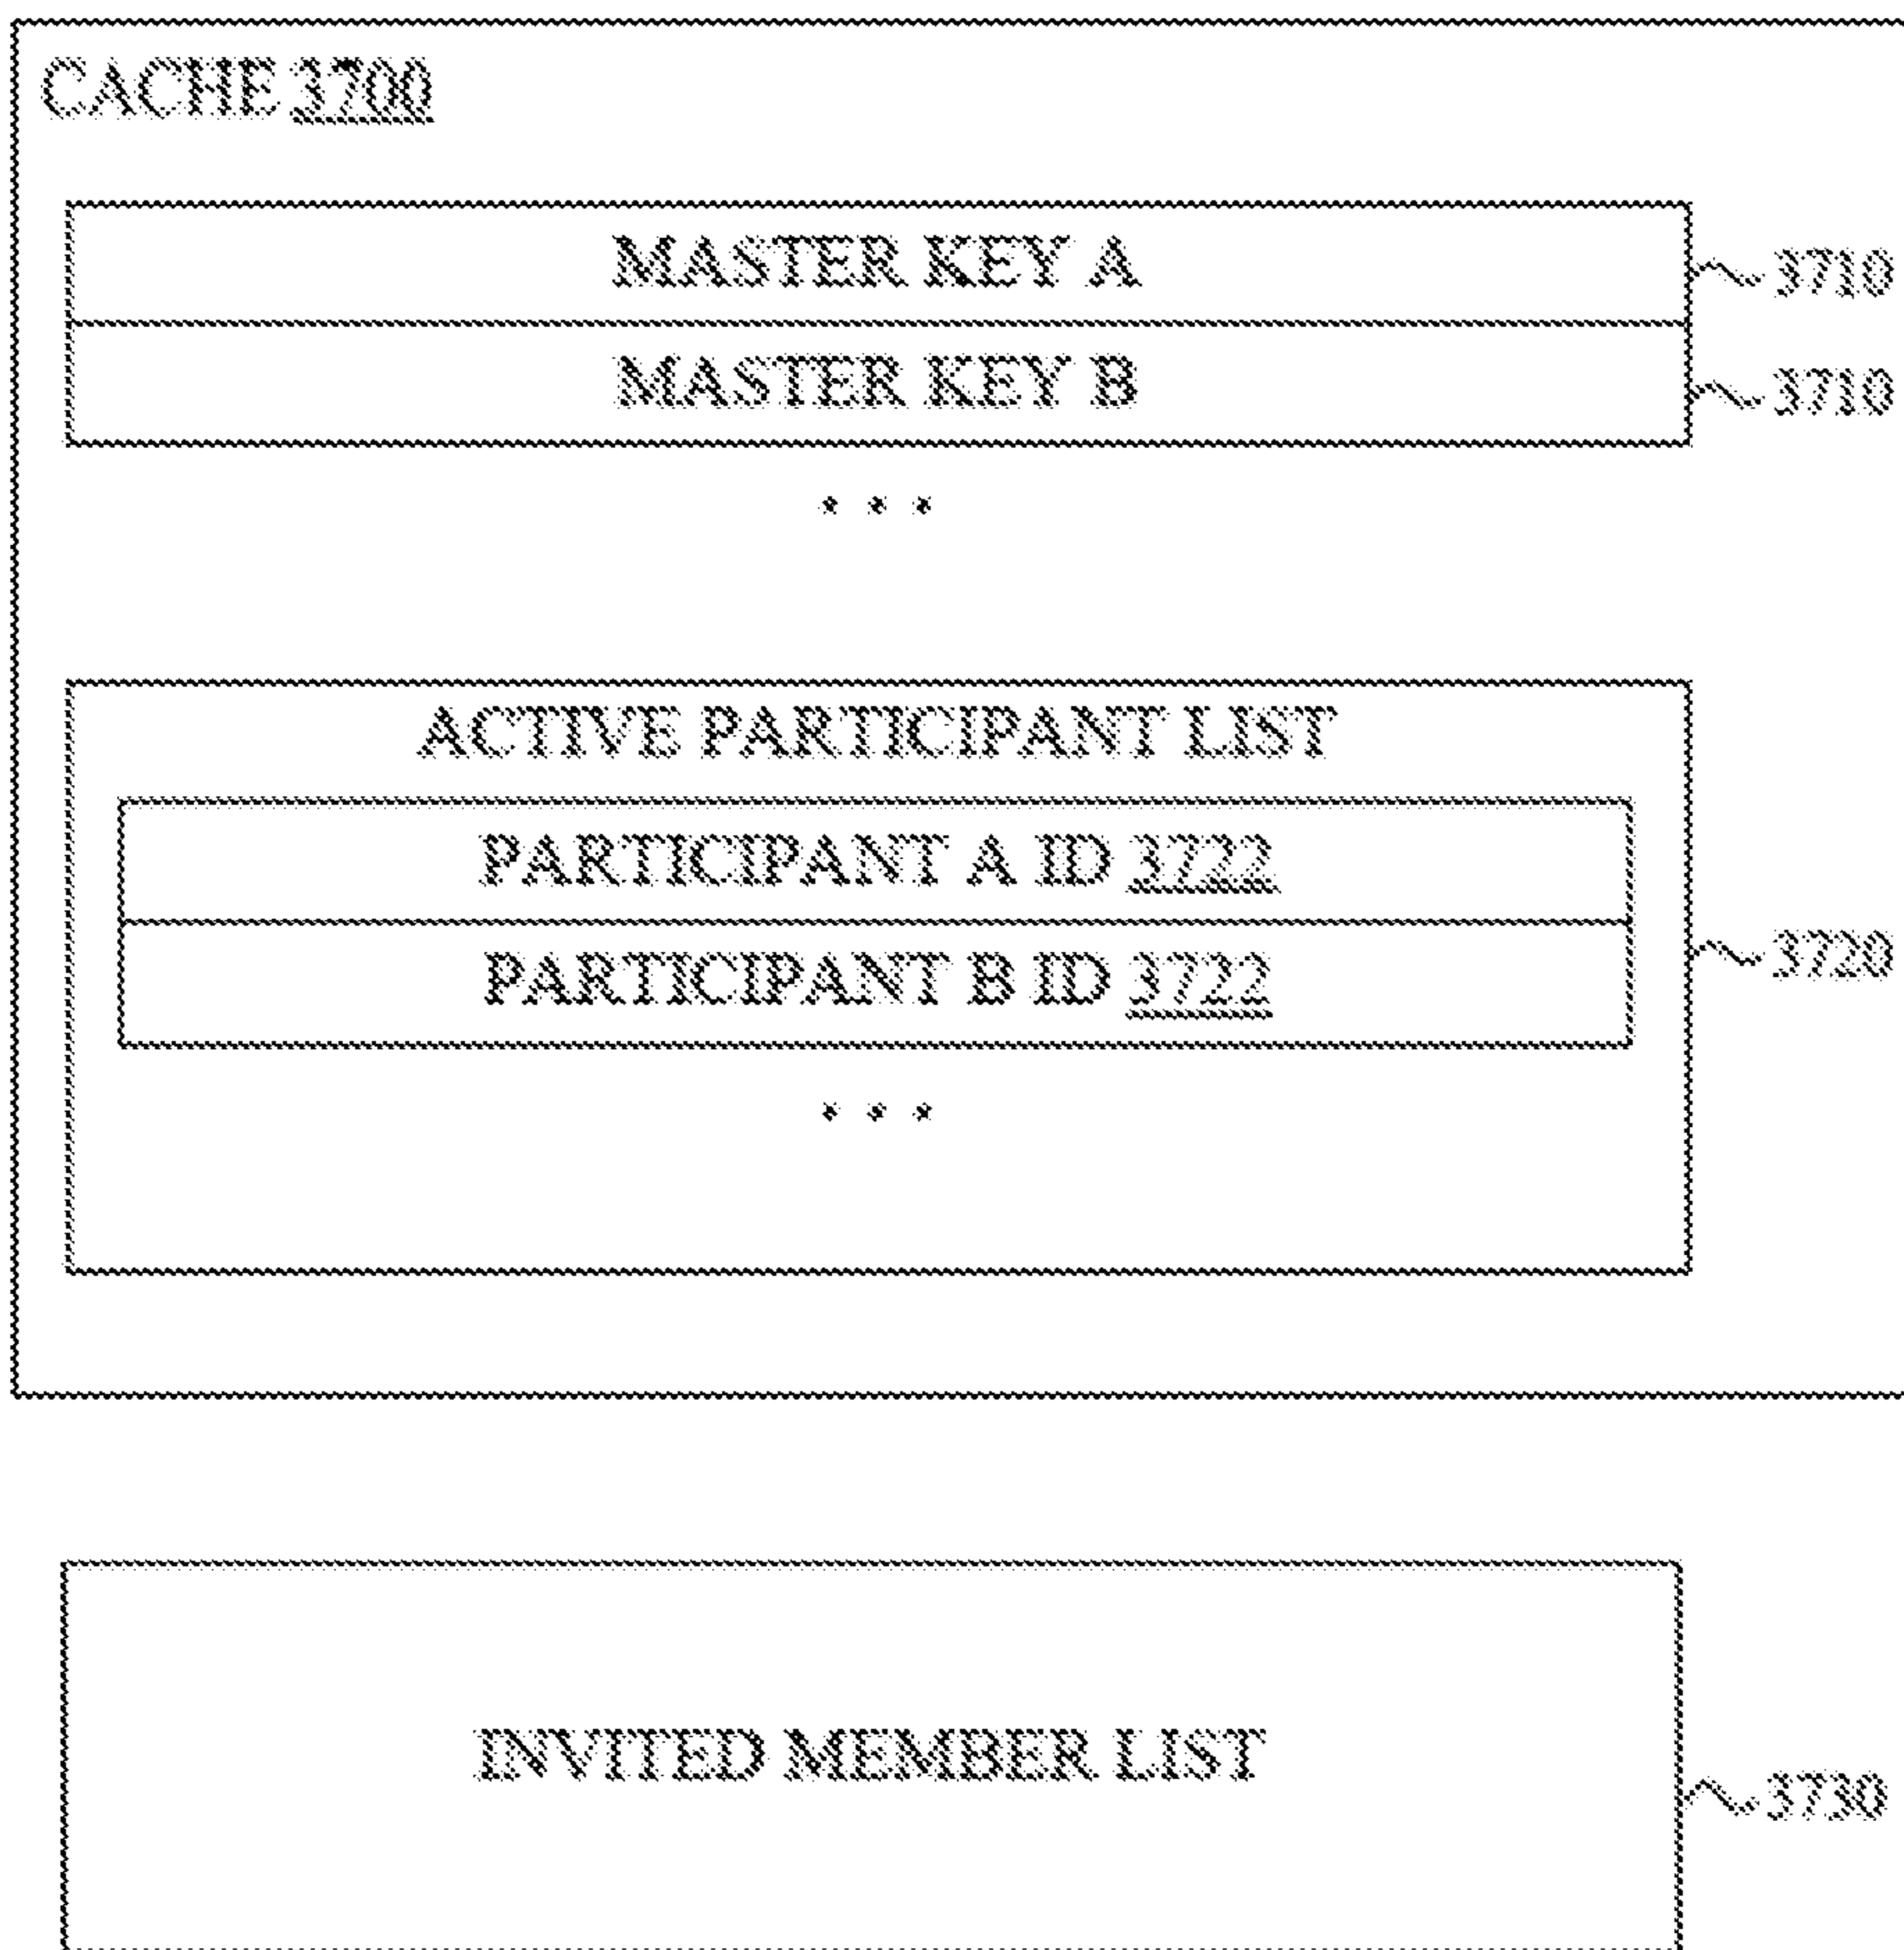 CACHE 3700
MASTER KEY A
3710
MASTER KEY B
3710
. . .
ACTIVE PARTICIPANT LIST
PARTICIPANT A ID 3722
PARTICIPANT B ID 3722
3720
. . .
INVITED MEMBER LIST
3730